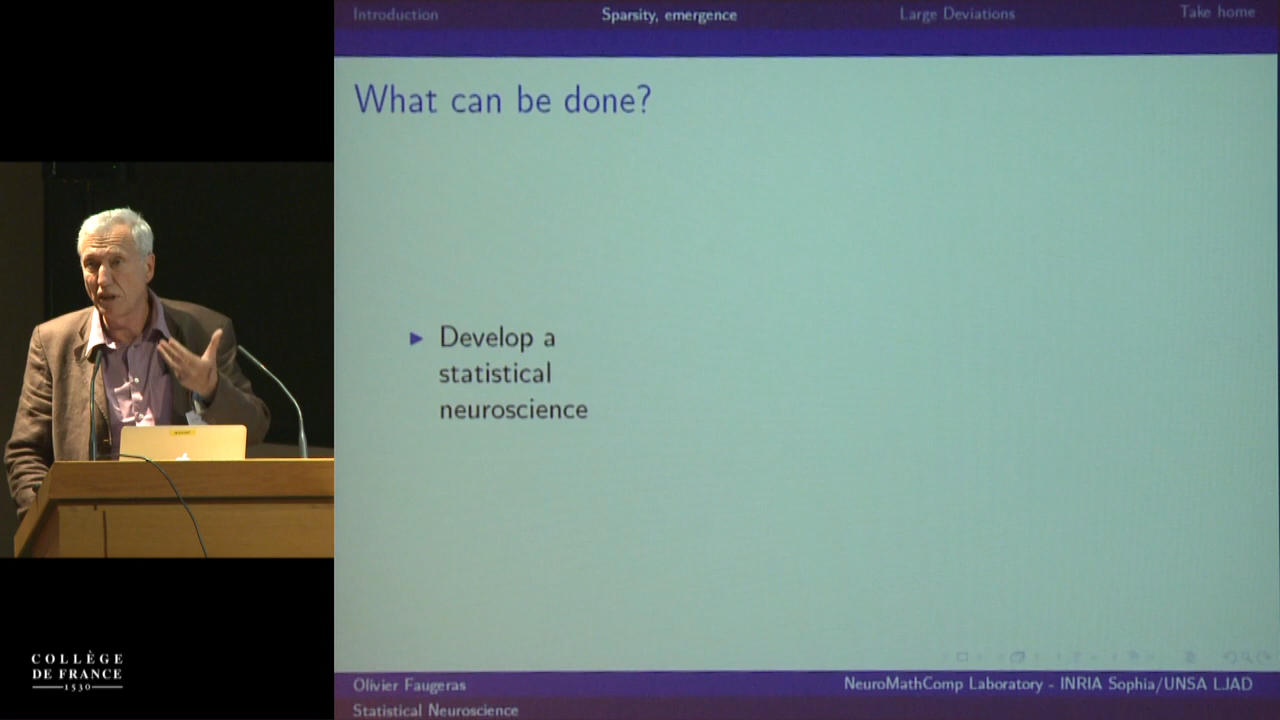 Introduction
Sparsity, emergence
Large Deviations
Take home
What can be done?
Develop a
statistical
neuroscience
Olivier Faugeras
NeuroMathComp Laboratory - INRIA Sophia/UNSA LJAD
Statistical Neuroscience
COLLÈGE
DE FRANCE
1530